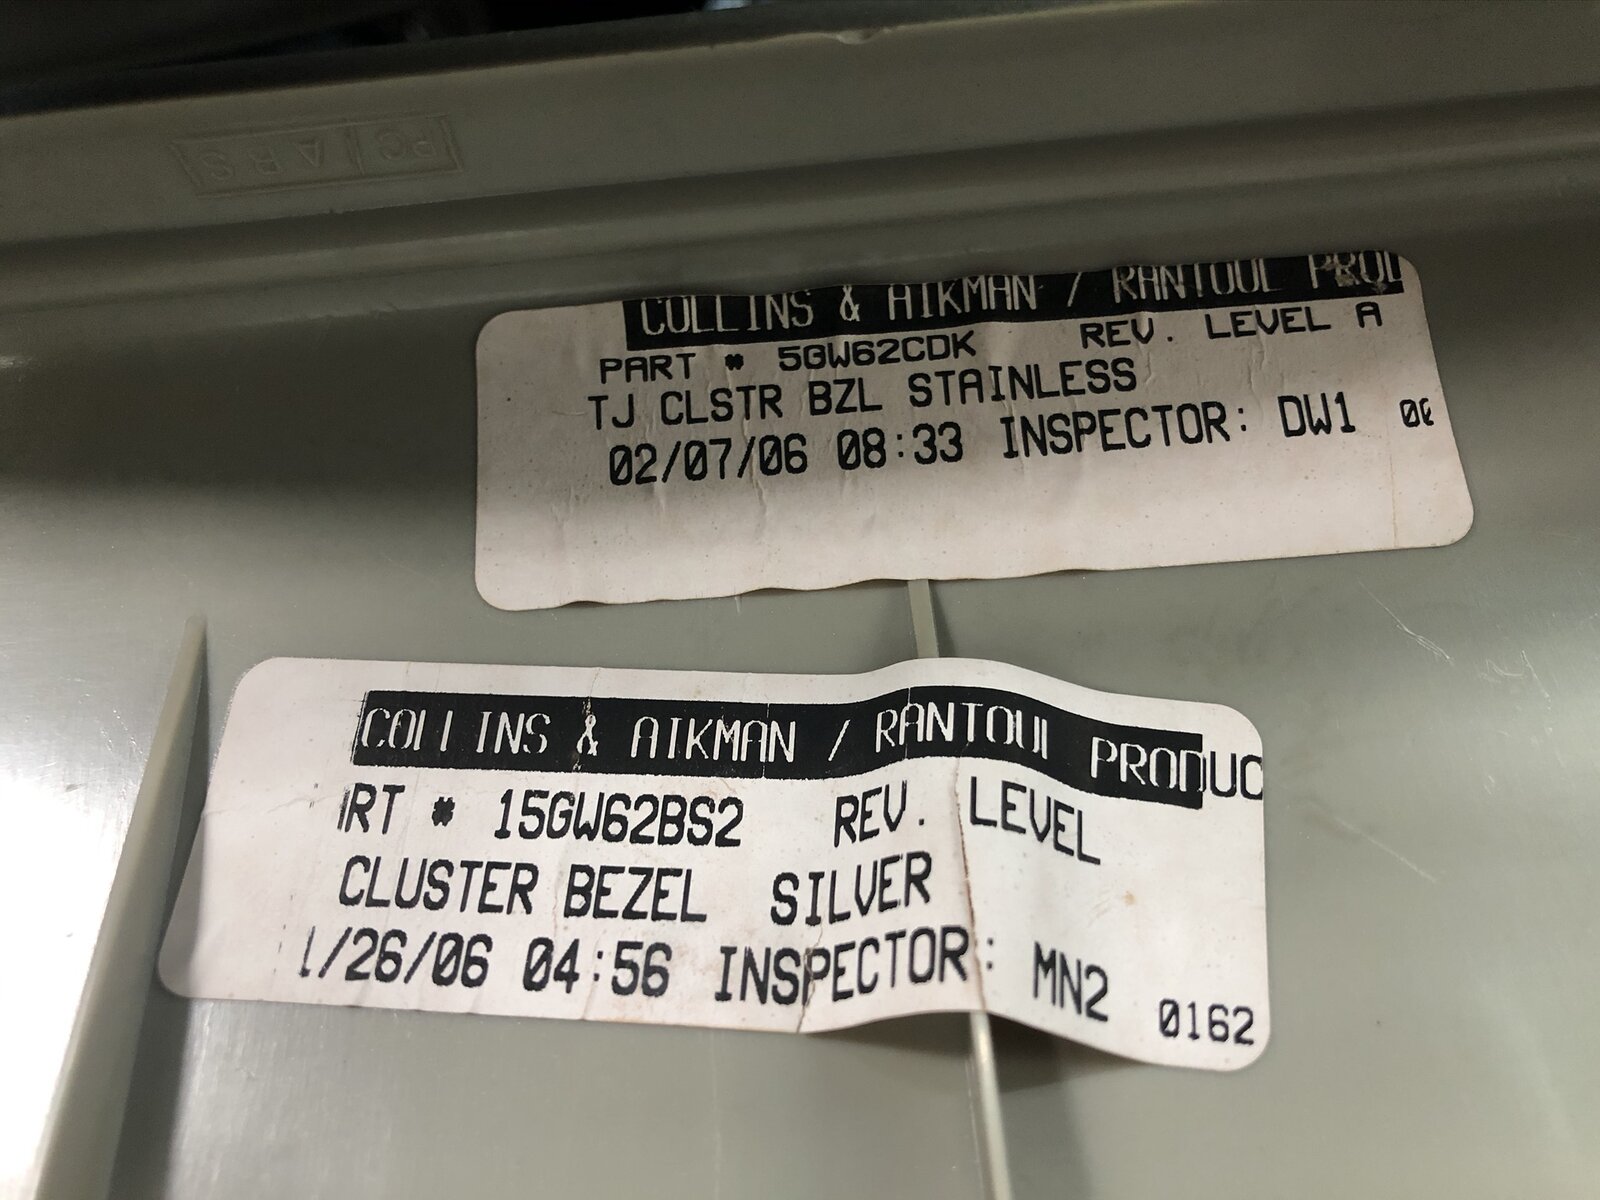 PC ABS
COLLINS & AIKMAN / RANTOUL PROD
PART # 5GW62CDK REV. LEVEL A
TJ CLSTR BZL STAINLESS
02/07/06 08:33 INSPECTOR: DW1
COLLINS & AIKMAN / RANTOUL PRODUC
RT # 15GW62BS2 REV. LEVEL
CLUSTER BEZEL SILVER
1/26/06 04:56 INSPECTOR: MN2 0162